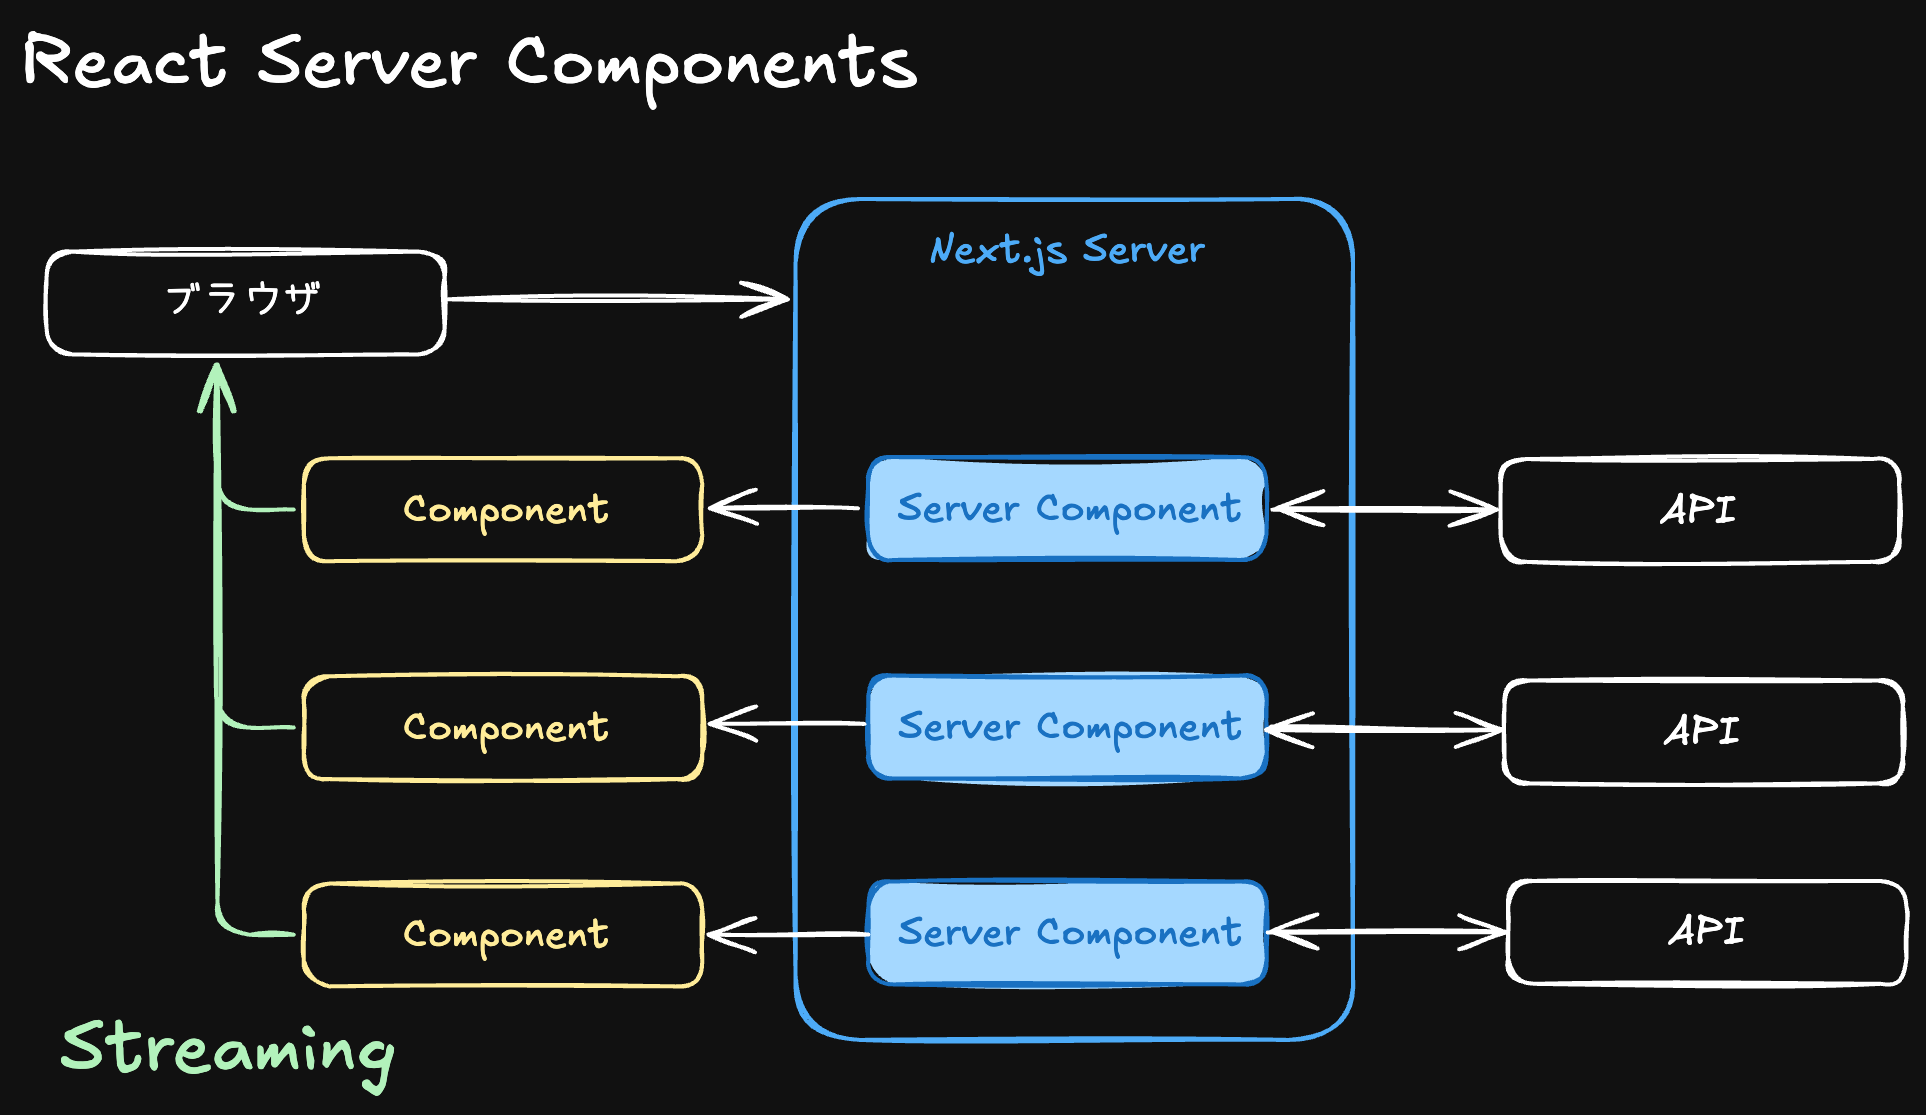 React Server Components
Next.js Server
ブラウザ
Component
Server Component
API
Component
Server Component
API
Component
Server Component
API
Streaming